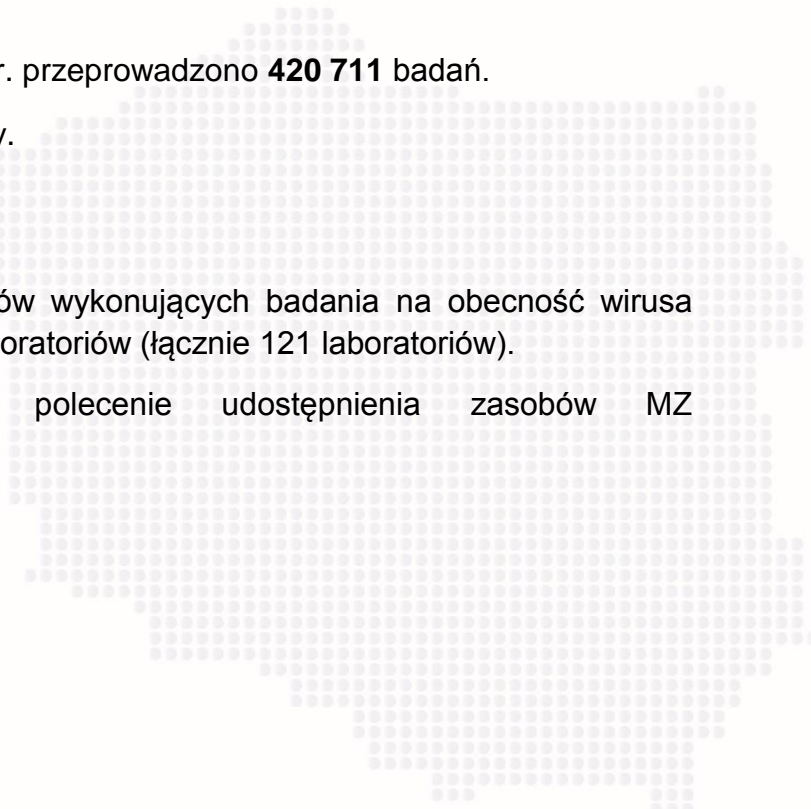 r. przeprowadzono 420 711 badań.
y.
ów wykonujących badania na obecność wirusa
oratoriów (łącznie 121 laboratoriów).
polecenie udostępnienia zasobów MZ